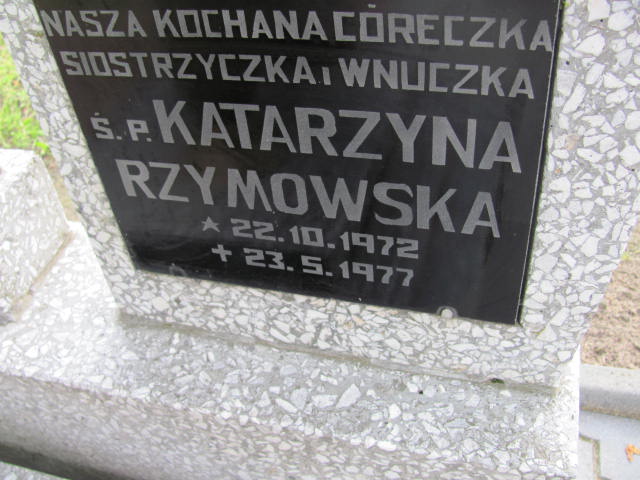 NASZA KOCHANA CÓRECZKA
SIOSTRZYCZKA I WNUCZKA
Ś.P. KATARZYNA
RZYMOWSKA
* 22.10.1972
+ 23.5.1977